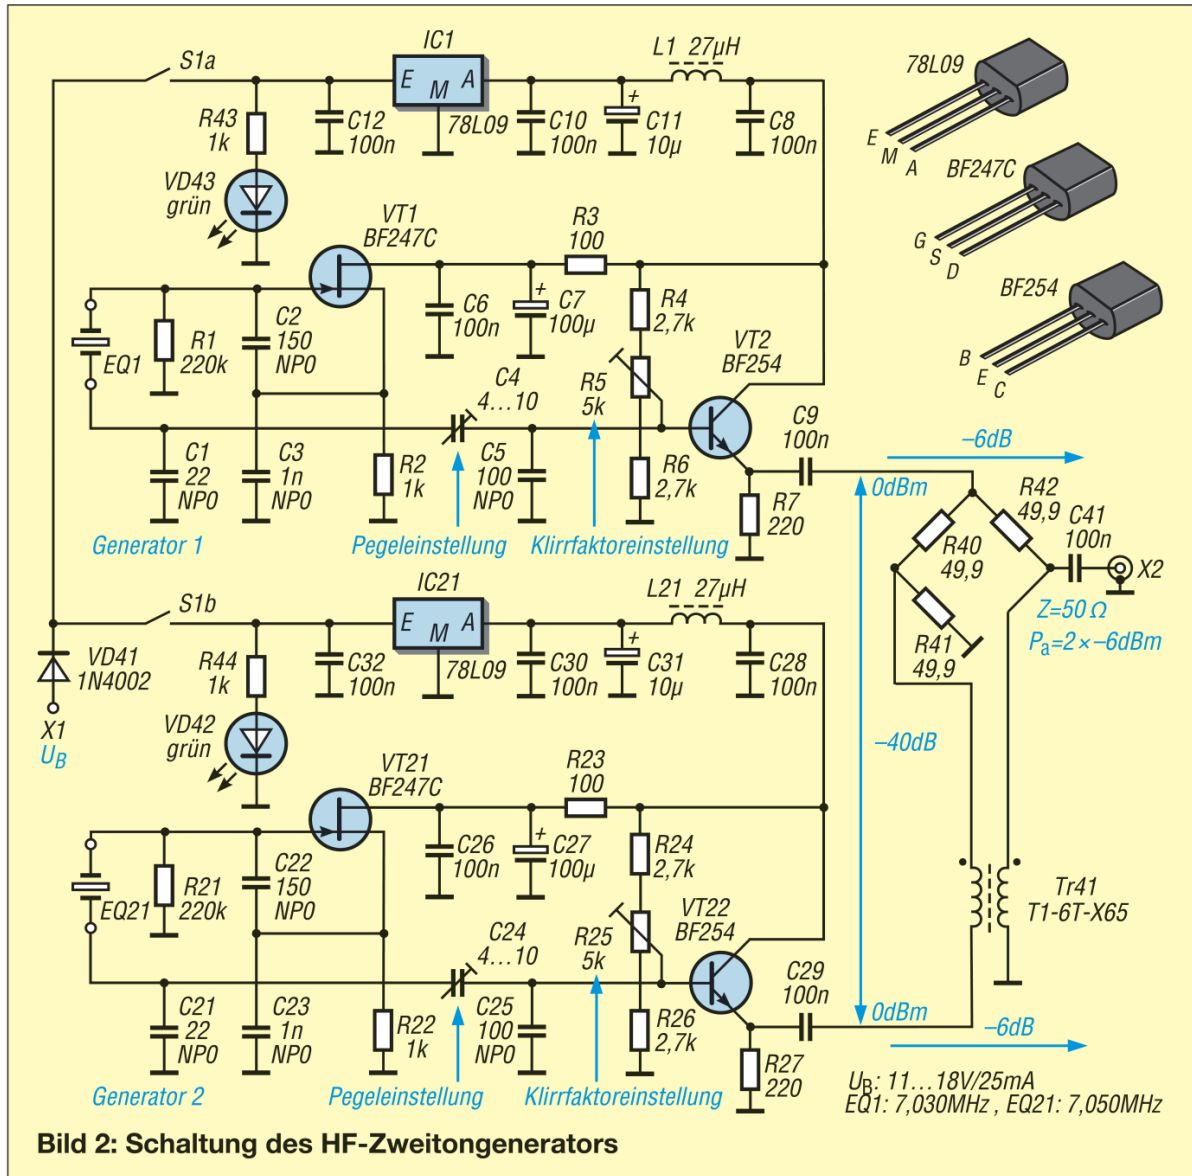 S1a
IC1
E
M
A
78L09
L1 27µH
R43
1k
C12
100n
C10
100n
+
C11
10µ
C8
100n
78L09
E
M
A
VD43
grün
VT1
BF247C
R3
100
BF247C
G
S
D
C2
150
NP0
C6
100n
+
C7
100µ
R4
2,7k
BF254
B
E
C
EQ1
R1
220k
C4
4...10
R5
5k
VT2
BF254
C9
100n
–6dB
C1
22
NP0
C3
1n
NP0
R2
1k
C5
100
NP0
R6
2,7k
R7
220
0dBm
R42
49,9
R40
49,9
C41
100n
X2
Generator 1
Pegeleinstellung
Klirrfaktoreinstellung
R41
49,9
Z=50 Ω
Pa=2×–6dBm
S1b
IC21
E
M
A
78L09
L21 27µH
VD41
1N4002
X1
UB
R44
1k
C32
100n
C30
100n
+
C31
10µ
C28
100n
VD42
grün
VT21
BF247C
R23
100
–40dB
C22
150
NP0
C26
100n
+
C27
100µ
R24
2,7k
EQ21
R21
220k
C24
4...10
R25
5k
VT22
BF254
C29
100n
Tr41
T1-6T-X65
C21
22
NP0
C23
1n
NP0
R22
1k
C25
100
NP0
R26
2,7k
R27
220
0dBm
–6dB
Generator 2
Pegeleinstellung
Klirrfaktoreinstellung
UB: 11...18V/25mA
EQ1: 7,030MHz , EQ21: 7,050MHz
Bild 2: Schaltung des HF-Zweitongenerators